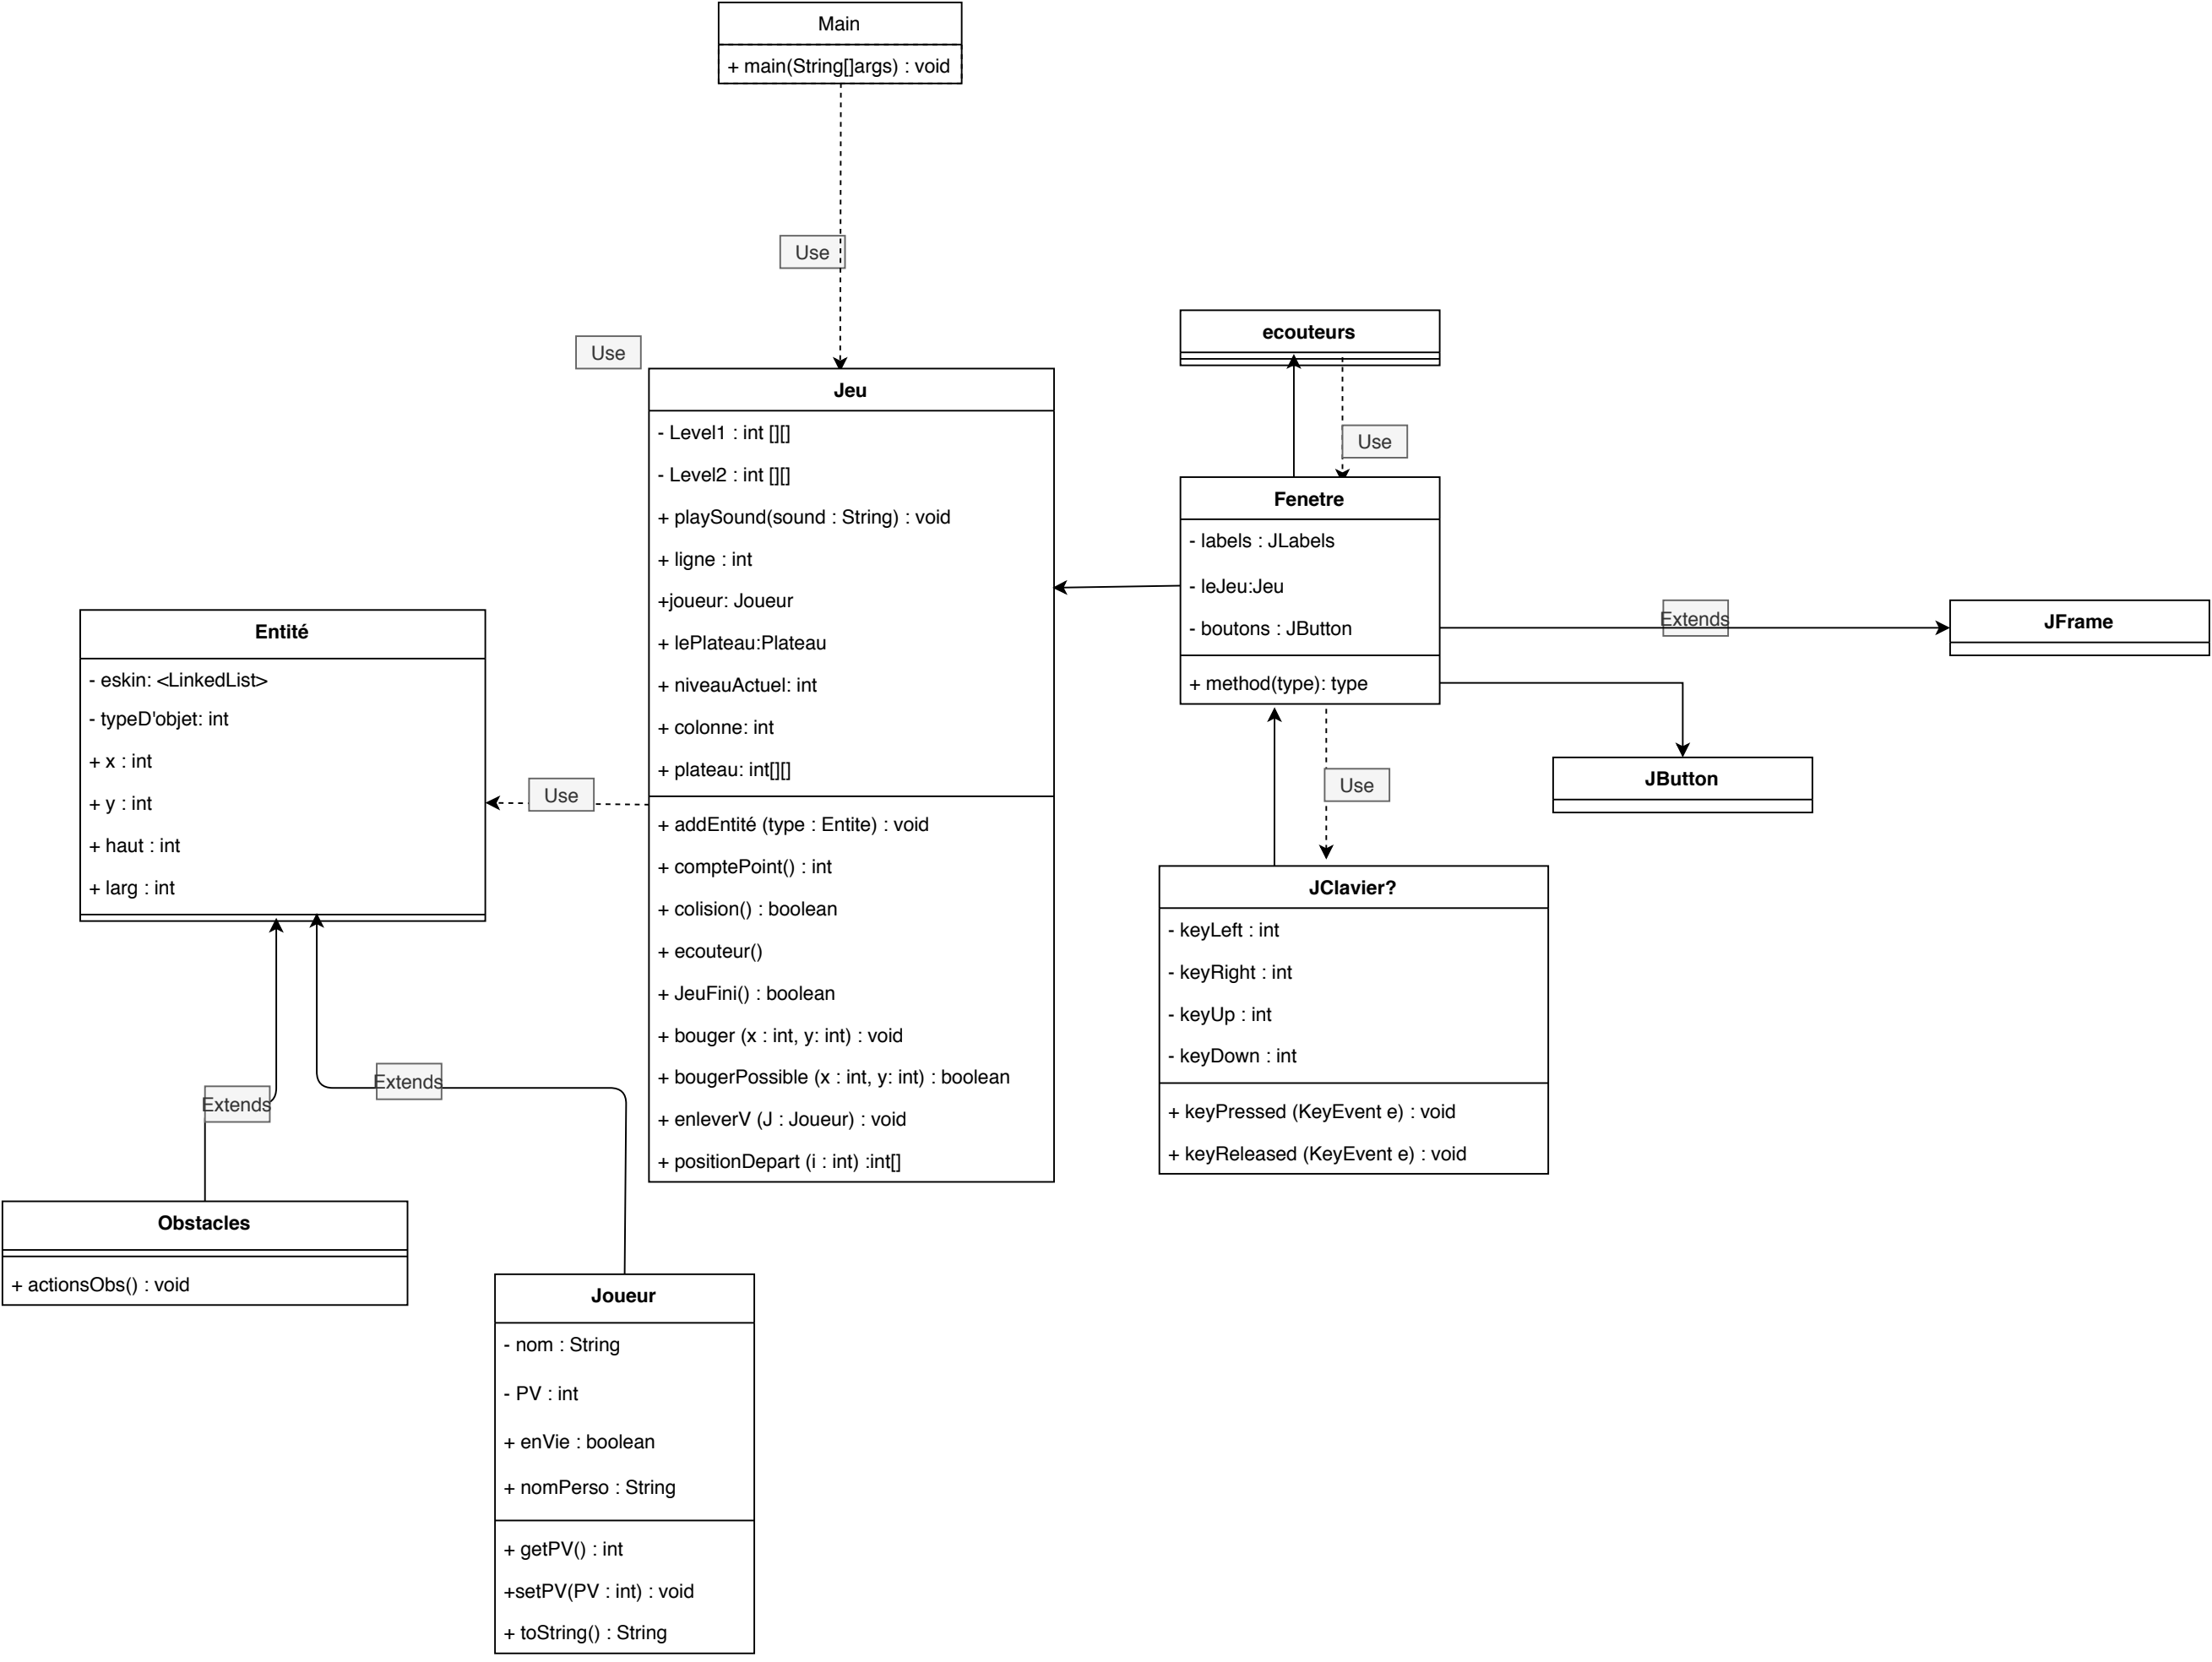 Main
+ main(String[]args) : void
Use
Use
Jeu
- Level1 : int [][]
- Level2 : int [][]
+ playSound(sound : String) : void
+ ligne : int
+joueur: Joueur
+ lePlateau:Plateau
+ niveauActuel: int
+ colonne: int
+ plateau: int[][]
+ addEntité (type : Entite) : void
+ comptePoint() : int
+ colision() : boolean
+ ecouteur()
+ JeuFini() : boolean
+ bouger (x : int, y: int) : void
+ bougerPossible (x : int, y: int) : boolean
+ enleverV (J : Joueur) : void
+ positionDepart (i : int) :int[]
ecouteurs
Use
Fenetre
- labels : JLabels
- leJeu:Jeu
- boutons : JButton
+ method(type): type
Extends
JFrame
JButton
Use
JClavier?
- keyLeft : int
- keyRight : int
- keyUp : int
- keyDown : int
+ keyPressed (KeyEvent e) : void
+ keyReleased (KeyEvent e) : void
Entité
- eskin: <LinkedList>
- typeD'objet: int
+ x : int
+ y : int
+ haut : int
+ larg : int
Use
Extends
Extends
Obstacles
+ actionsObs() : void
Joueur
- nom : String
- PV : int
+ enVie : boolean
+ nomPerso : String
+ getPV() : int
+setPV(PV : int) : void
+ toString() : String